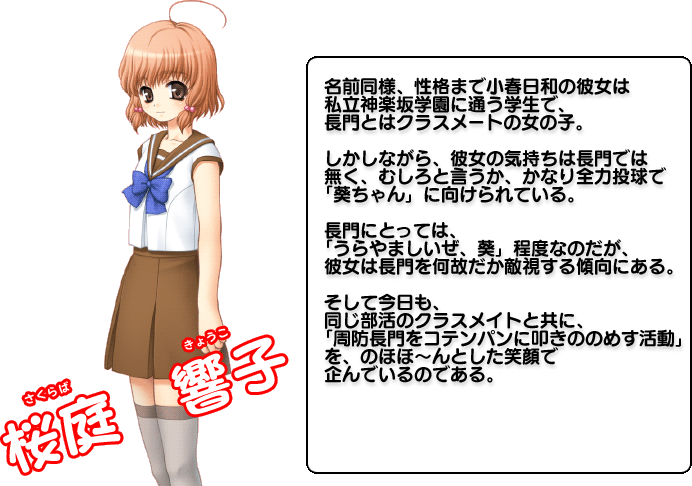 名前同様、性格まで小春日和の彼女は
私立神楽坂学園に通う学生で、
長門とはクラスメートの女の子。
しかしながら、彼女の気持ちは長門では
無く、むしろと言うか、かなり全力投球で
「葵ちゃん」に向けられている。
長門にとっては、
「うらやましいぜ、葵」程度なのだが、
彼女は長門を何故だか敵視する傾向にある。
そして今日も、
同じ部活のクラスメイトと共に、
「周防長門をコテンパンに叩きののめす活動」
を、のほほ～んとした笑顔で
企んでいるのである。
さくらば
桜庭
きょうこ
響子